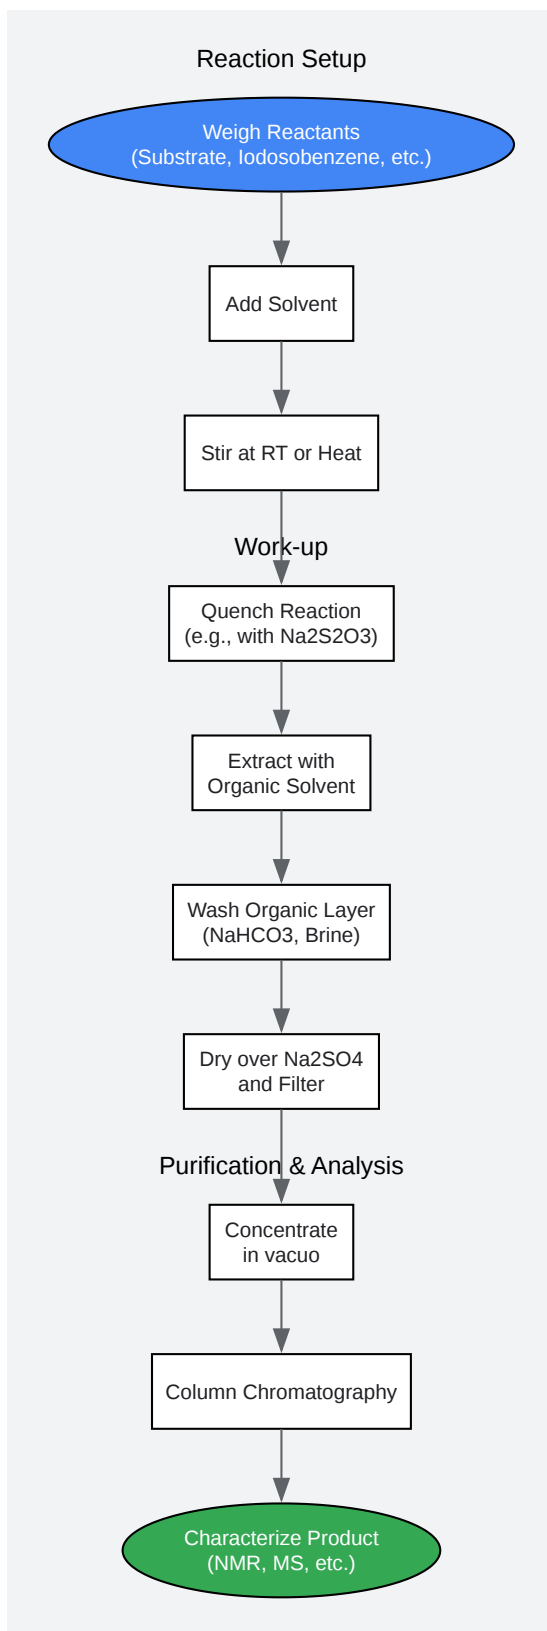 Reaction Setup
Weigh Reactants
(Substrate, Iodosobenzene, etc.)
Add Solvent
Stir at RT or Heat
Work-up
Quench Reaction
(e.g., with Na2S2O3)
Extract with
Organic Solvent
Wash Organic Layer
(NaHCO3, Brine)
Dry over Na2SO4
and Filter
Purification & Analysis
Concentrate
in vacuo
Column Chromatography
Characterize Product
(NMR, MS, etc.)